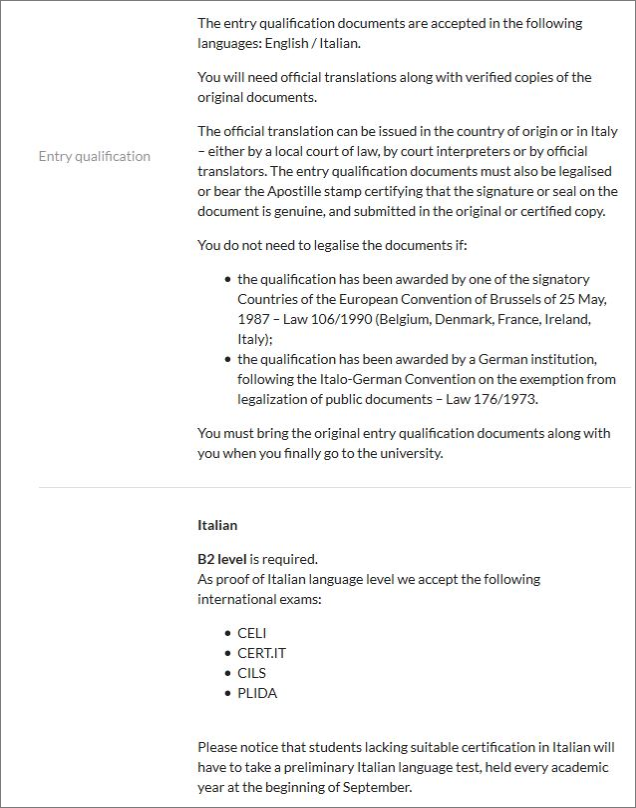 The entry qualification documents are accepted in the following
languages: English / Italian.
You will need official translations along with verified copies of the
original documents.
Entry qualification
The official translation can be issued in the country of origin or in Italy
– either by a local court of law, by court interpreters or by official
translators. The entry qualification documents must also be legalised
or bear the Apostille stamp certifying that the signature or seal on the
document is genuine, and submitted in the original or certified copy.
You do not need to legalise the documents if:
• the qualification has been awarded by one of the signatory
Countries of the European Convention of Brussels of 25 May,
1987 – Law 106/1990 (Belgium, Denmark, France, Ireland,
Italy);
• the qualification has been awarded by a German institution,
following the Italo-German Convention on the exemption from
legalization of public documents – Law 176/1973.
You must bring the original entry qualification documents along with
you when you finally go to the university.
Italian
B2 level is required.
As proof of Italian language level we accept the following
international exams:
• CELI
• CERT.IT
• CILS
• PLIDA
Please notice that students lacking suitable certification in Italian will
have to take a preliminary Italian language test, held every academic
year at the beginning of September.